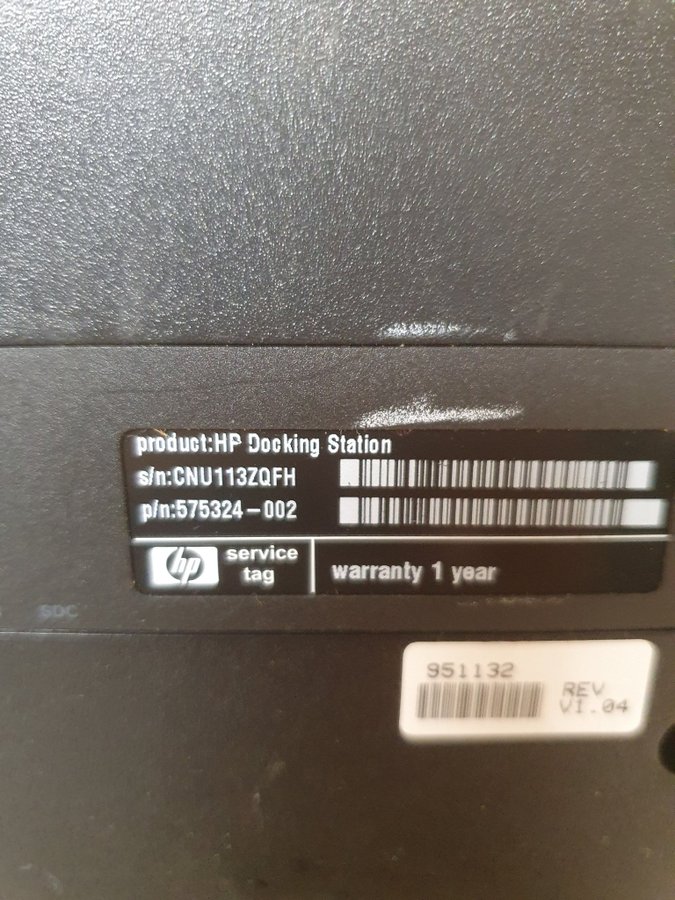 product:HP Docking Station
s/n:CNU113ZQFH
p/n:575324-002
hp service tag
warranty 1 year
SDC
951132
REV
V1.04